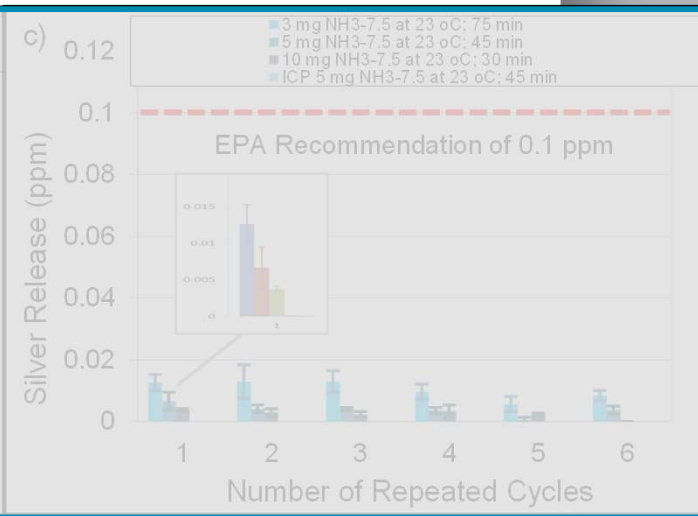 c)
3 mg NH3-7.5 at 23 oC; 75 min
5 mg NH3-7.5 at 23 oC; 45 min
10 mg NH3-7.5 at 23 oC; 30 min
ICP 5 mg NH3-7.5 at 23 oC; 45 min
0.12
0.1
EPA Recommendation of 0.1 ppm
0.08
0.06
0.04
0.02
0
Silver Release (ppm)
0.015
0.01
0.005
0
1
1 2 3 4 5 6
Number of Repeated Cycles